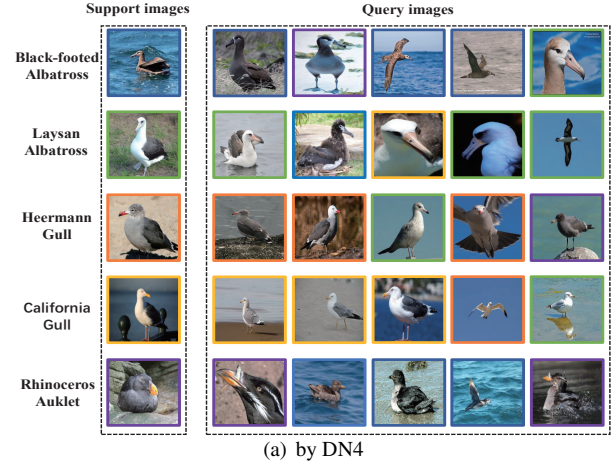 Support images
Query images
Black-footed
Albatross
Laysan
Albatross
Heermann
Gull
California
Gull
Rhinoceros
Auklet
(a) by DN4